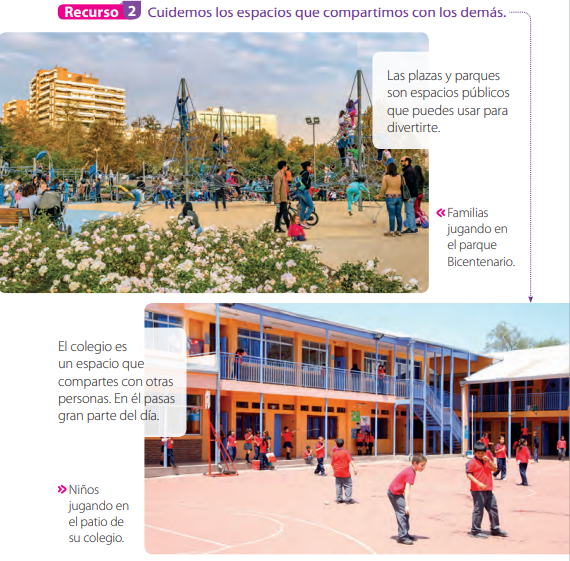 Recurso 2 Cuidemos los espacios que compartimos con los demás.
Las plazas y parques
son espacios públicos
que puedes usar para
divertirte.
Familias
jugando en
el parque
Bicentenario.
El colegio es
un espacio que
compartes con otras
personas. En él pasas
gran parte del día.
Niños
jugando en
el patio de
su colegio.